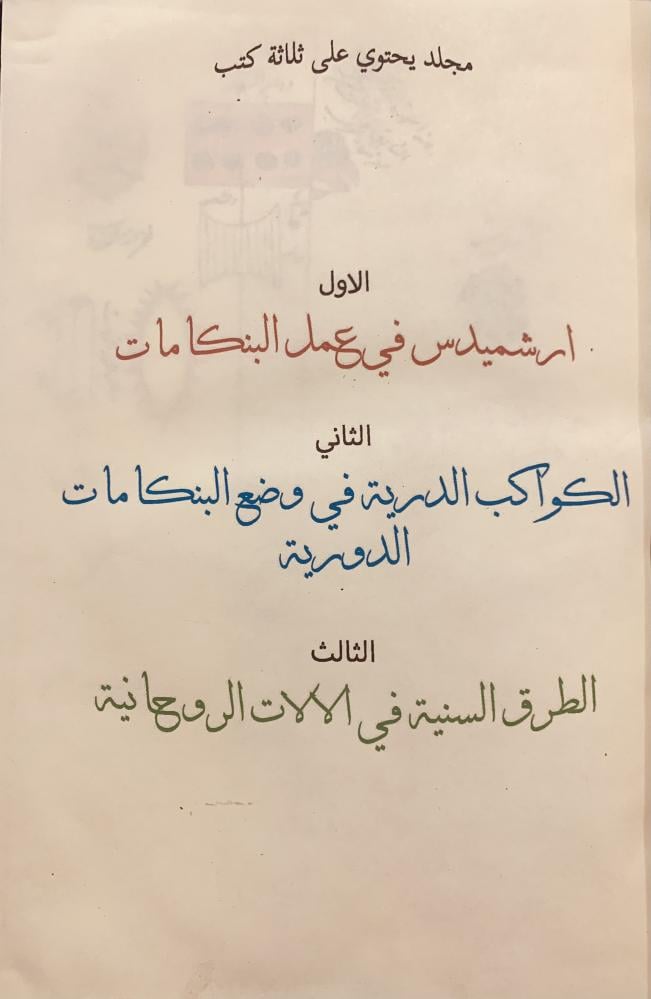 مجلد يحتوي على ثلاثة كتب
الاول
ارشميدس في عمل البنكامات
الثاني
الكواكب الدرية في وضع البنكامات
الدورية
الثالث
الطرق السنية في الالات الروحانية